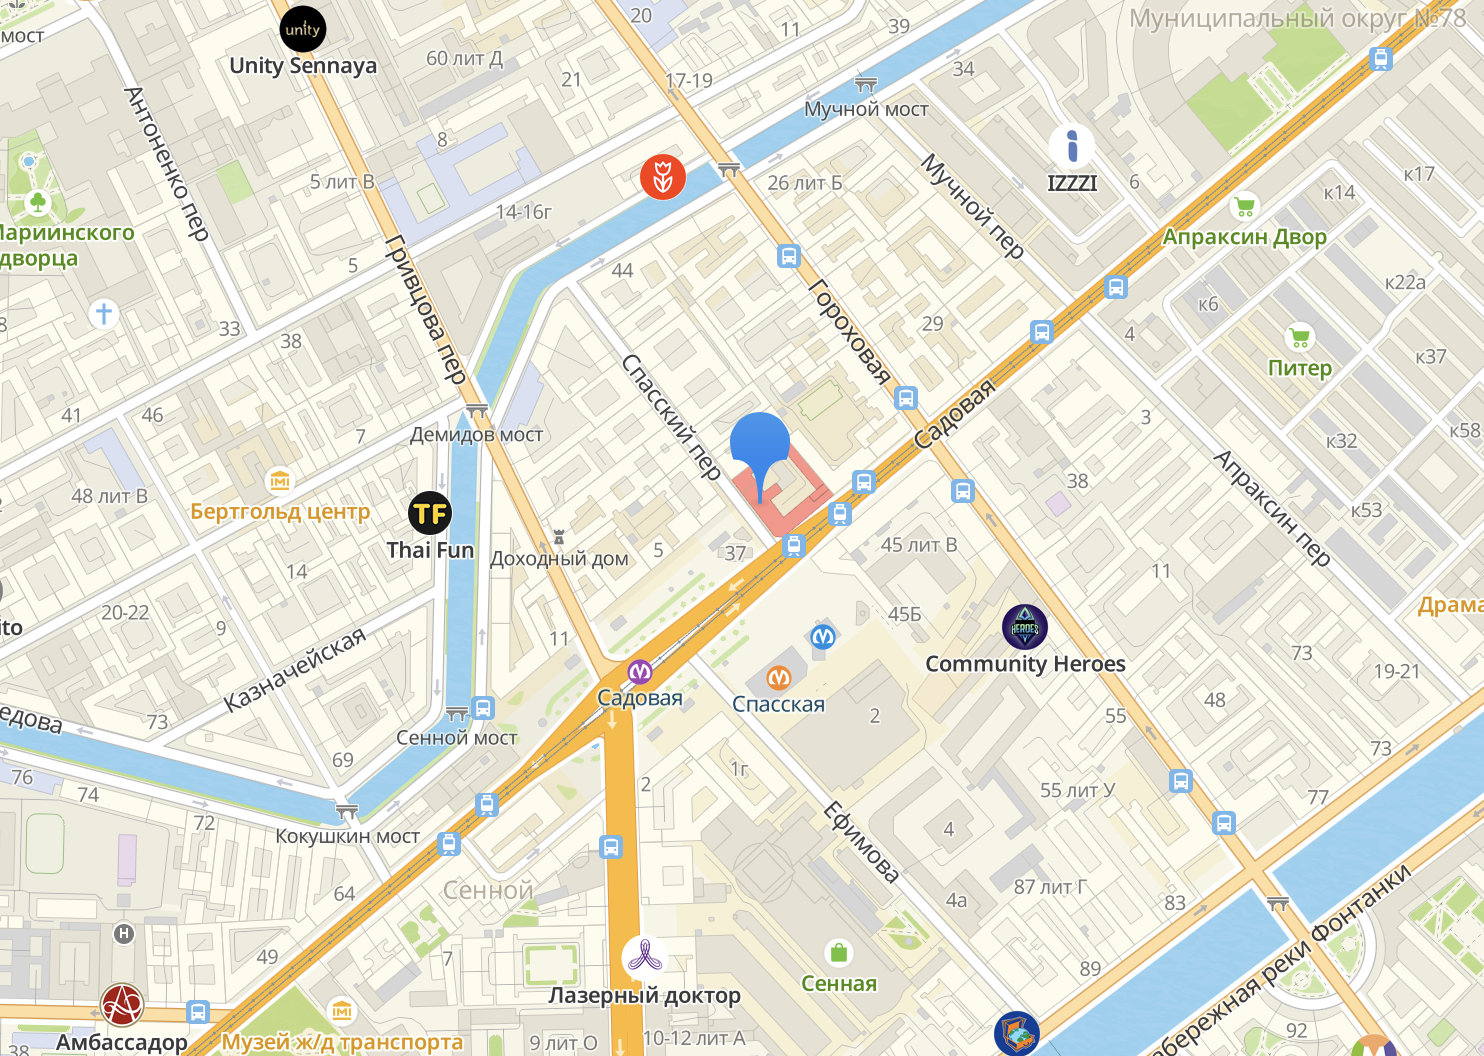 Муниципальный округ №78
20
11
39
мост
unity
Unity Sennaya
60 лит Д
21
17-19
34
Мучной мост
Антоненко пер
8
5 лит В
26 лит Б
IZZZI
6
к17
к14
Мучной пер
14-16г
Мариинского
дворца
5
Гривцова пер
44
Апраксин Двор
к22а
к6
33
38
Гороховая
29
4
Питер
к37
Спасский пер
41
46
7
Демидов мост
Садовая
3
к32
к58
48 лит В
Бертгольд центр
TF
Thai Fun
Доходный дом
5
37
38
Апраксин пер
к53
45 лит В
11
14
20-22
9
45Б
Драма
ito
Казначейская
11
HEROES
Community Heroes
73
19-21
Садовая
Спасская
48
едова
73
Сенной мост
2
55
73
69
1г
76
74
2
55 лит У
77
72
Кокушкин мост
Ефимова
4
64
Сенной
4а
87 лит Г
83
H
49
7
89
Сенная
Лазерный доктор
абережная реки Фонтанки
Амбассадор
Музей ж/д транспорта
10-12 лит А
38
9 лит О
92